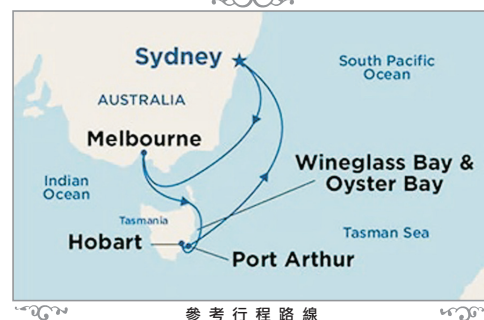 Sydney
South Pacific
Ocean
AUSTRALIA
Melbourne
Wineglass Bay &
Oyster Bay
Indian
Ocean
Tasmania
Tasman Sea
Hobart
Port Arthur
參考行程路線